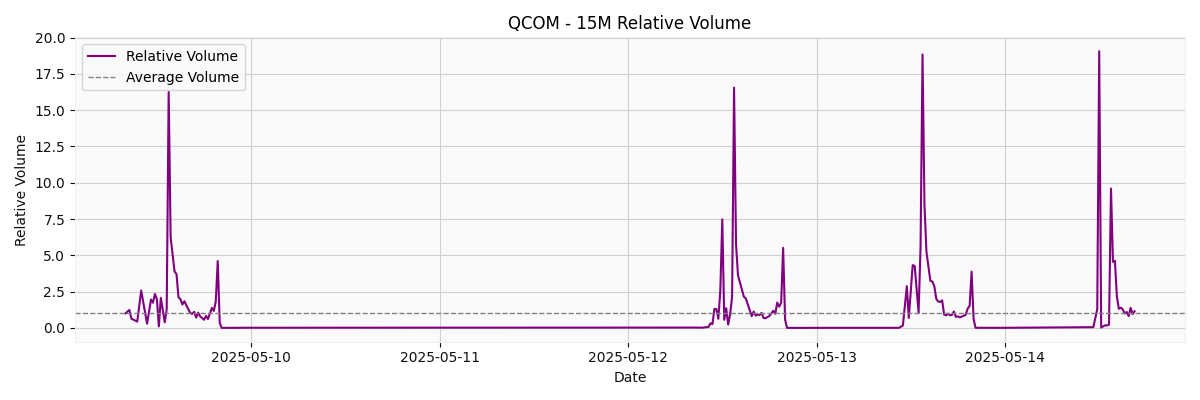 QCOM - 15M Relative Volume
Relative Volume
Average Volume
Relative Volume
20.0
17.5
15.0
12.5
10.0
7.5
5.0
2.5
0.0
2025-05-10
2025-05-11
2025-05-12
2025-05-13
2025-05-14
Date